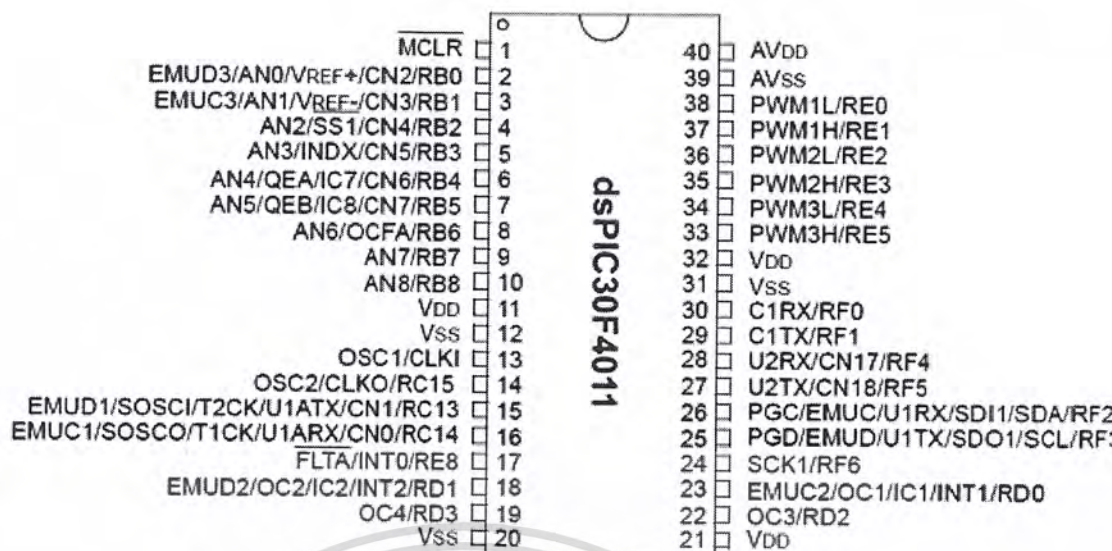 MCLR 1
EMUD3/AN0/VREF+/CN2/RB0 2
EMUC3/AN1/VREF-/CN3/RB1 3
AN2/SS1/CN4/RB2 4
AN3/INDX/CN5/RB3 5
AN4/QEA/IC7/CN6/RB4 6
AN5/QEB/IC8/CN7/RB5 7
AN6/OCFA/RB6 8
AN7/RB7 9
AN8/RB8 10
VDD 11
VSS 12
OSC1/CLKI 13
OSC2/CLKO/RC15 14
EMUD1/SOSCI/T2CK/U1ATX/CN1/RC13 15
EMUC1/SOSCO/T1CK/U1ARX/CN0/RC14 16
FLTA/INT0/RE8 17
EMUD2/OC2/IC2/INT2/RD1 18
OC4/RD3 19
VSS 20
dsPIC30F4011
40 AVDD
39 AVSS
38 PWM1L/RE0
37 PWM1H/RE1
36 PWM2L/RE2
35 PWM2H/RE3
34 PWM3L/RE4
33 PWM3H/RE5
32 VDD
31 VSS
30 C1RX/RF0
29 C1TX/RF1
28 U2RX/CN17/RF4
27 U2TX/CN18/RF5
26 PGC/EMUC/U1RX/SDI1/SDA/RF2
25 PGD/EMUD/U1TX/SDO1/SCL/RF3
24 SCK1/RF6
23 EMUC2/OC1/IC1/INT1/RD0
22 OC3/RD2
21 VDD